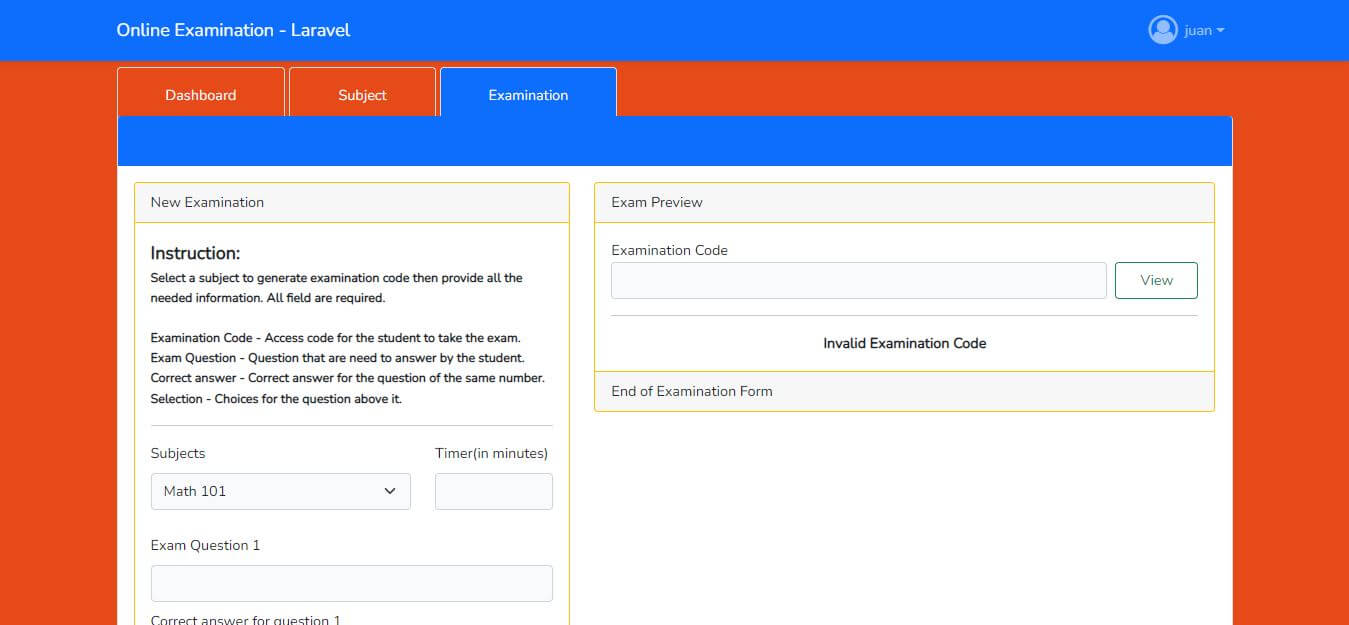 Online Examination - Laravel
juan
Dashboard
Subject
Examination
New Examination
Instruction:
Select a subject to generate examination code then provide all the
needed information. All field are required.
Examination Code - Access code for the student to take the exam.
Exam Question - Question that are need to answer by the student.
Correct answer - Correct answer for the question of the same number.
Selection - Choices for the question above it.
Subjects
Timer(in minutes)
Math 101
Exam Question 1
Correct answer for question 1
Exam Preview
Examination Code
View
Invalid Examination Code
End of Examination Form